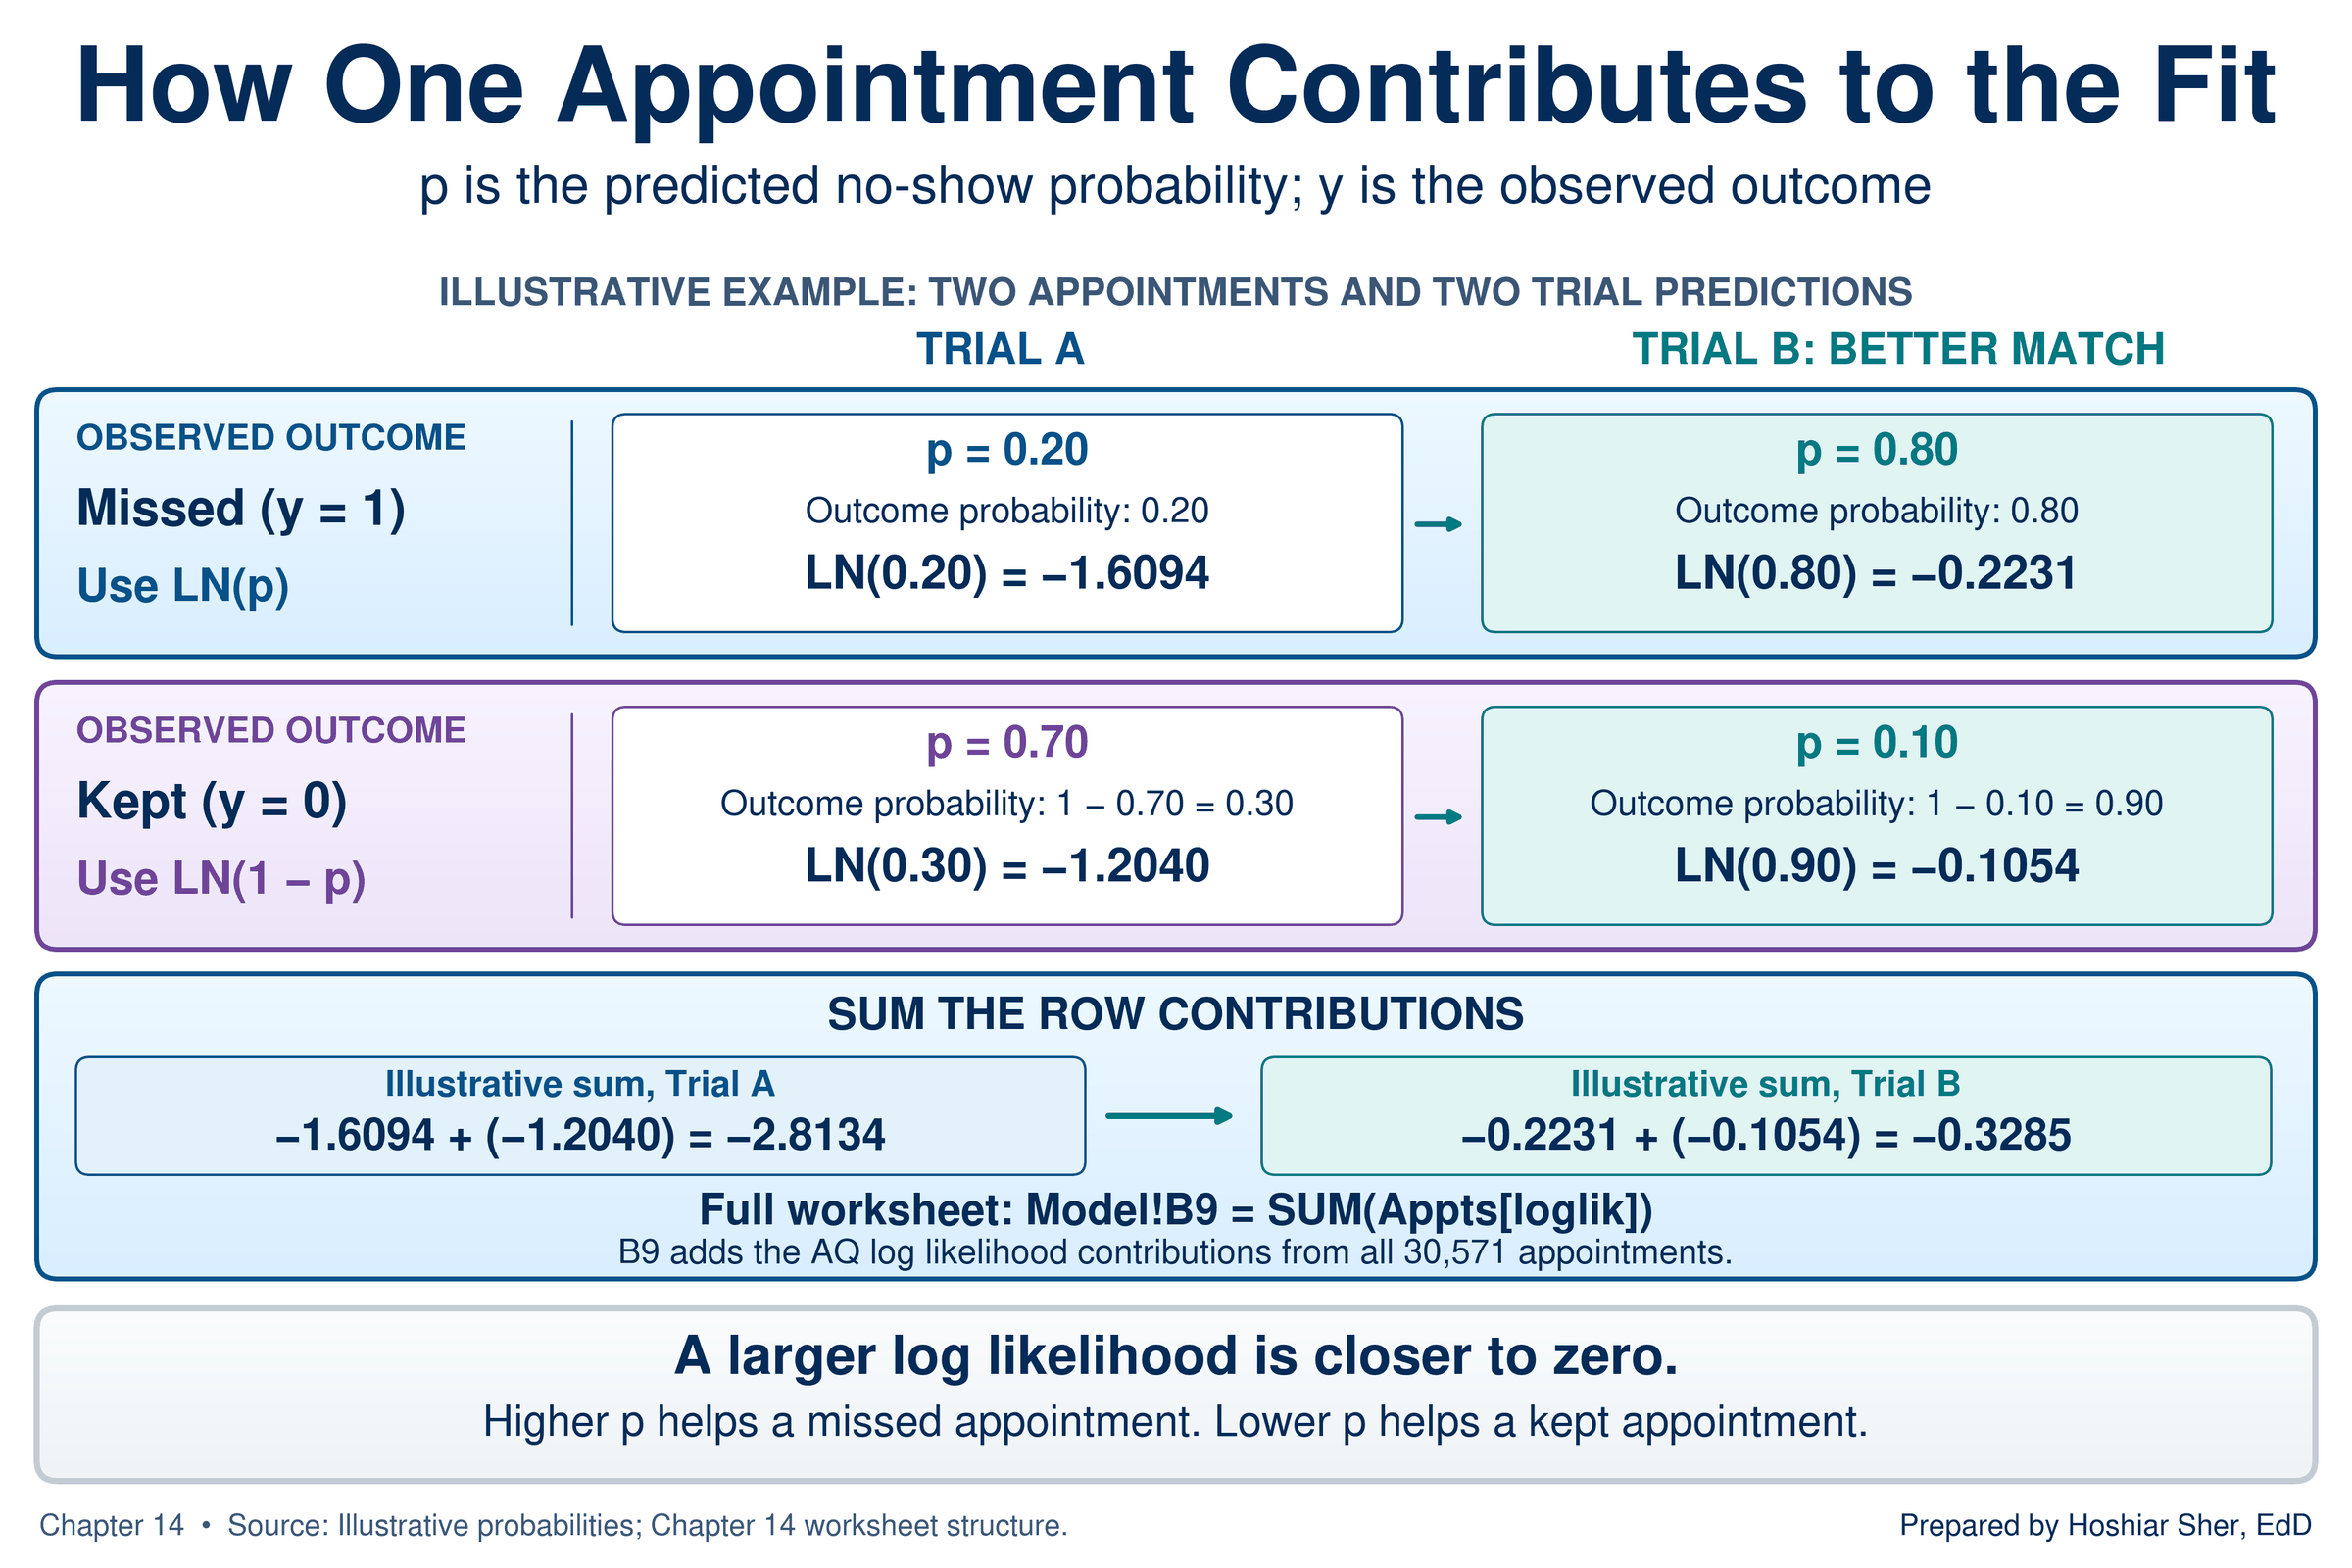 How One Appointment Contributes to the Fit
p is the predicted no-show probability; y is the observed outcome
ILLUSTRATIVE EXAMPLE: TWO APPOINTMENTS AND TWO TRIAL PREDICTIONS
TRIAL A
TRIAL B: BETTER MATCH
OBSERVED OUTCOME
Missed (y = 1)
Use LN(p)
p = 0.20
Outcome probability: 0.20
LN(0.20) = −1.6094
p = 0.80
Outcome probability: 0.80
LN(0.80) = −0.2231
OBSERVED OUTCOME
Kept (y = 0)
Use LN(1 − p)
p = 0.70
Outcome probability: 1 − 0.70 = 0.30
LN(0.30) = −1.2040
p = 0.10
Outcome probability: 1 − 0.10 = 0.90
LN(0.90) = −0.1054
SUM THE ROW CONTRIBUTIONS
Illustrative sum, Trial A
−1.6094 + (−1.2040) = −2.8134
Illustrative sum, Trial B
−0.2231 + (−0.1054) = −0.3285
Full worksheet: Model!B9 = SUM(Appts[loglik])
B9 adds the AQ log likelihood contributions from all 30,571 appointments.
A larger log likelihood is closer to zero.
Higher p helps a missed appointment. Lower p helps a kept appointment.
Chapter 14 • Source: Illustrative probabilities; Chapter 14 worksheet structure.
Prepared by Hoshiar Sher, EdD